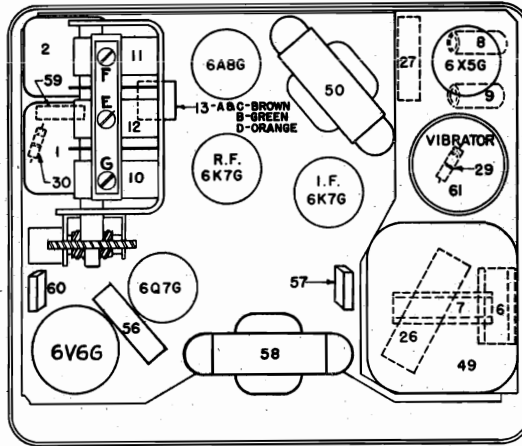 2
11
F
59
E
12
1
G
10
30
6A8G
13-A&C-BROWN
B-GREEN
D-ORANGE
R.F.
6K7G
I.F.
6K7G
50
27
8
6X5G
9
VIBRATOR
29
61
60
6Q7G
56
6V6G
58
57
7
6
26
49